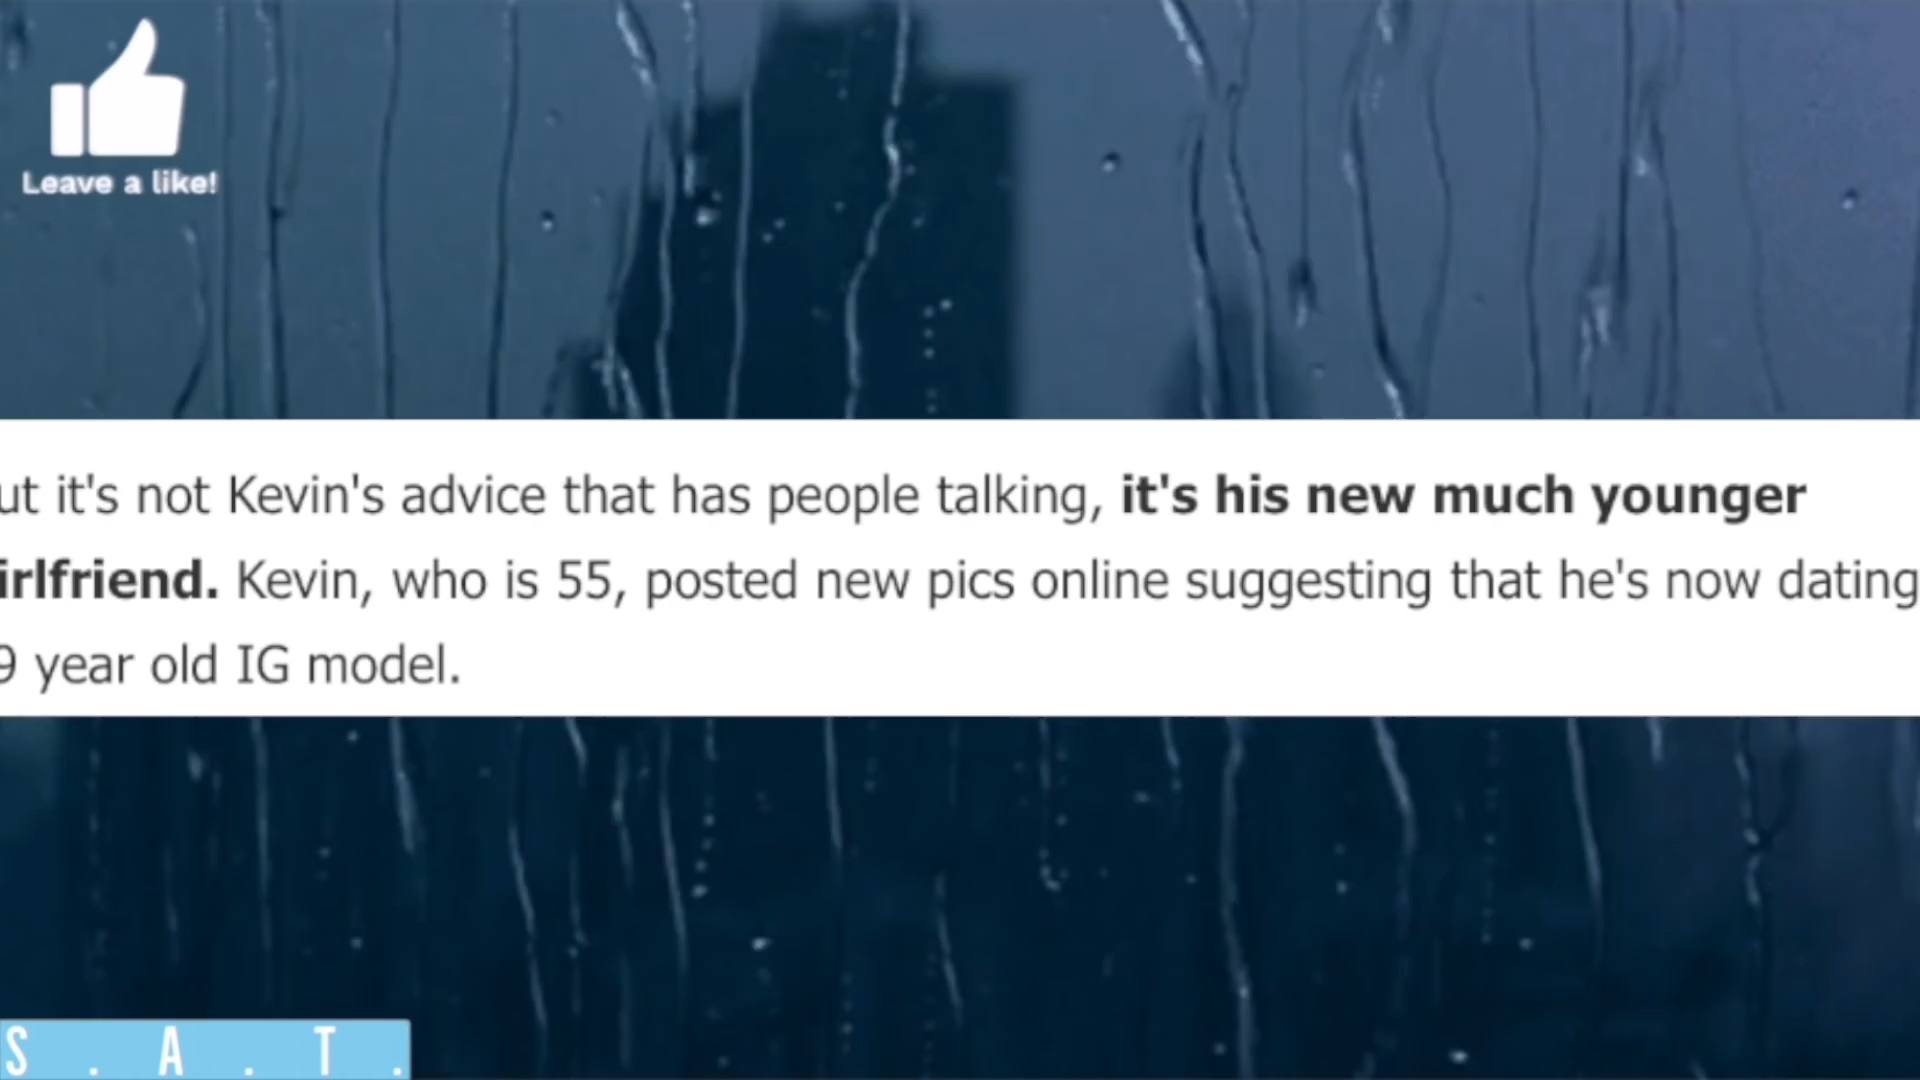 Leave a like!
ut it's not Kevin's advice that has people talking, it's his new much younger
irlfriend. Kevin, who is 55, posted new pics online suggesting that he's now dating
9 year old IG model.
S . A . T .